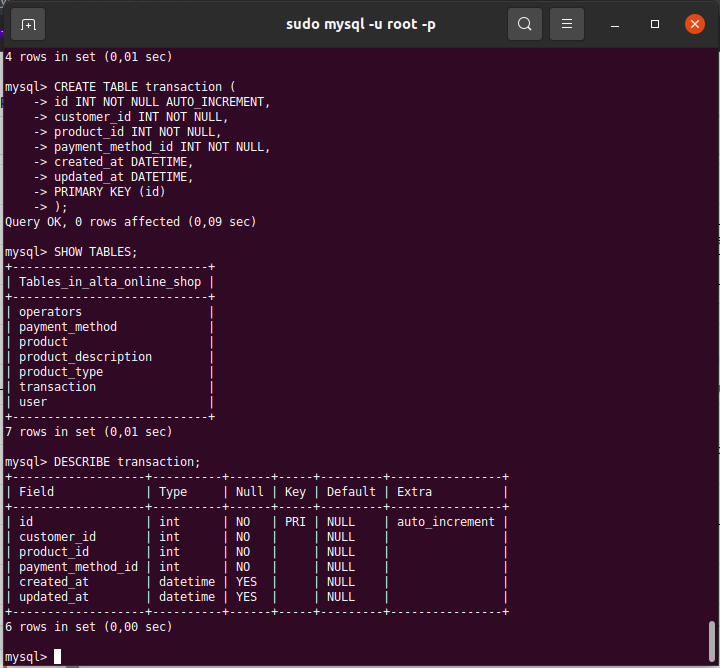 sudo mysql -u root -p
4 rows in set (0,01 sec)
mysql> CREATE TABLE transaction (
    -> id INT NOT NULL AUTO_INCREMENT,
    -> customer_id INT NOT NULL,
    -> product_id INT NOT NULL,
    -> payment_method_id INT NOT NULL,
    -> created_at DATETIME,
    -> updated_at DATETIME,
    -> PRIMARY KEY (id)
    -> );
Query OK, 0 rows affected (0,09 sec)
mysql> SHOW TABLES;
+---------------------------+
| Tables_in_alta_online_shop |
+---------------------------+
| operators                  |
| payment_method             |
| product                    |
| product_description        |
| product_type               |
| transaction                |
| user                       |
+---------------------------+
7 rows in set (0,01 sec)
mysql> DESCRIBE transaction;
+-------------------+----------+------+-----+---------+----------------+
| Field             | Type     | Null | Key | Default | Extra          |
+-------------------+----------+------+-----+---------+----------------+
| id                | int      | NO   | PRI | NULL    | auto_increment |
| customer_id       | int      | NO   |     | NULL    |                |
| product_id        | int      | NO   |     | NULL    |                |
| payment_method_id | int      | NO   |     | NULL    |                |
| created_at        | datetime | YES  |     | NULL    |                |
| updated_at        | datetime | YES  |     | NULL    |                |
+-------------------+----------+------+-----+---------+----------------+
6 rows in set (0,00 sec)
mysql>